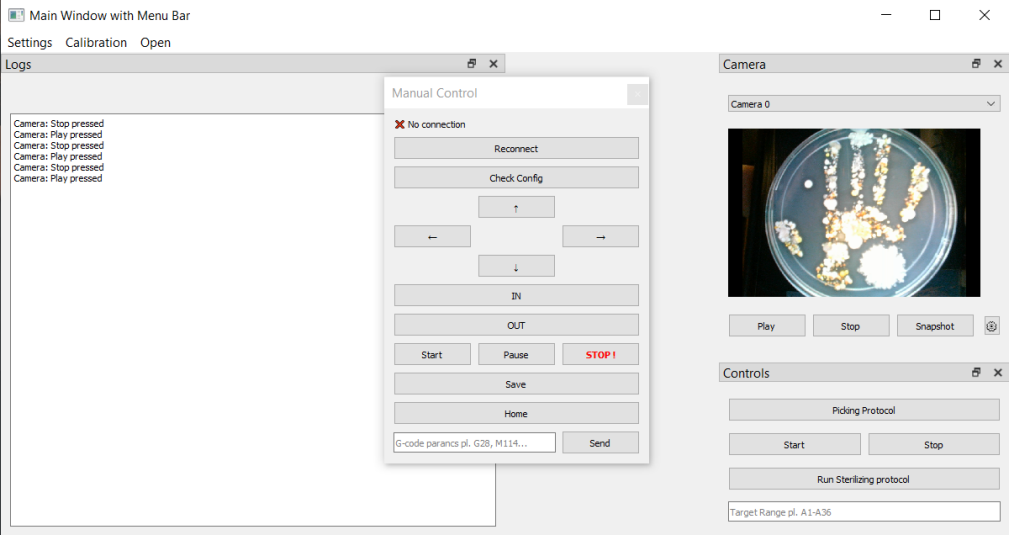 Main Window with Menu Bar
Settings Calibration Open
Logs
Camera: Stop pressed
Camera: Play pressed
Camera: Stop pressed
Camera: Play pressed
Camera: Stop pressed
Camera: Play pressed
Manual Control
No connection
Reconnect
Check Config
↑
← →
↓
IN
OUT
Start Pause STOP!
Save
Home
G-code parancs pl. G28, M114... Send
Camera
Camera 0
Play Stop Snapshot
Controls
Picking Protocol
Start Stop
Run Sterilizing protocol
Target Range pl. A1-A36